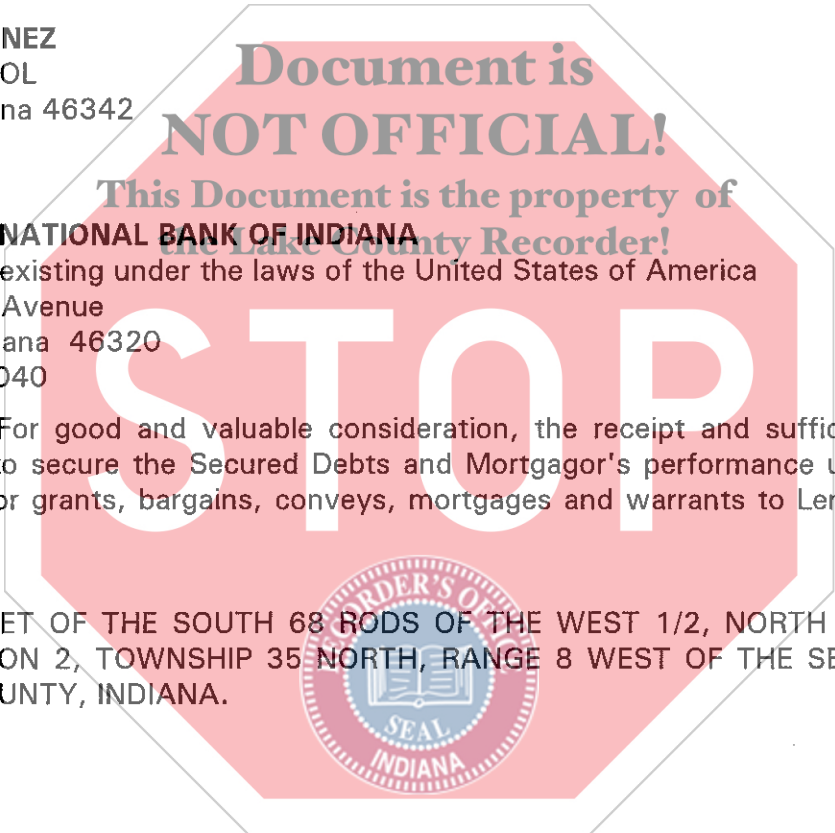 NEZ
OL
na 46342
Document is
NOT OFFICIAL!
This Document is the property of
the Lake County Recorder!
NATIONAL BANK OF INDIANA
existing under the laws of the United States of America
Avenue
ana 46320
040
STOP
For good and valuable consideration, the receipt and suffic
o secure the Secured Debts and Mortgagor's performance u
or grants, bargains, conveys, mortgages and warrants to Len
RECORDER'S OFFICE
SEAL
INDIANA
ET OF THE SOUTH 68 RODS OF THE WEST 1/2, NORTH
ON 2, TOWNSHIP 35 NORTH, RANGE 8 WEST OF THE SE
UNTY, INDIANA.